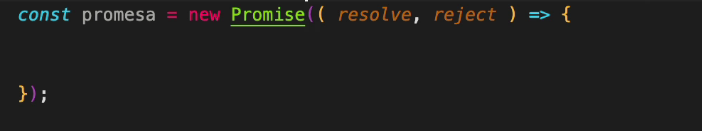 const promesa = new Promise(( resolve, reject ) => {
});